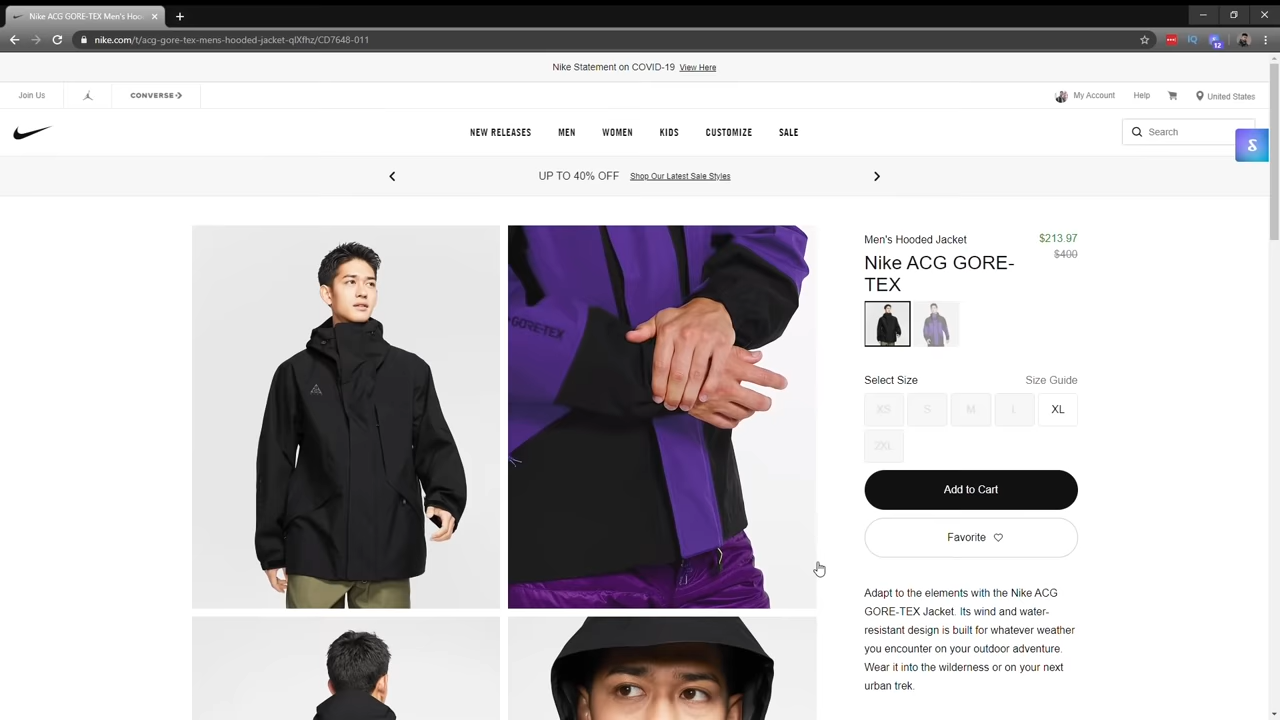 Nike ACG GORE-TEX Men's Hoo
nike.com/t/acg-gore-tex-mens-hooded-jacket-qlXfhz/CD7648-011
IQ
12
Nike Statement on COVID-19 View Here
Join Us
CONVERSE
My Account
Help
United States
NEW RELEASES
MEN
WOMEN
KIDS
CUSTOMIZE
SALE
Search
UP TO 40% OFF Shop Our Latest Sale Styles
GORE-TEX
Men's Hooded Jacket
$213.97
$400
Nike ACG GORE-
TEX
Select Size
Size Guide
XS
S
M
L
XL
2XL
Add to Cart
Favorite
Adapt to the elements with the Nike ACG
GORE-TEX Jacket. Its wind and water-
resistant design is built for whatever weather
you encounter on your outdoor adventure.
Wear it into the wilderness or on your next
urban trek.